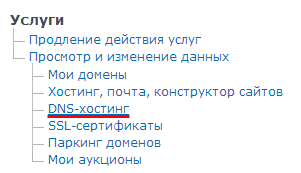 Услуги
Продление действия услуг
Просмотр и изменение данных
Мои домены
Хостинг, почта, конструктор сайтов
DNS-хостинг
SSL-сертификаты
Паркинг доменов
Мои аукционы